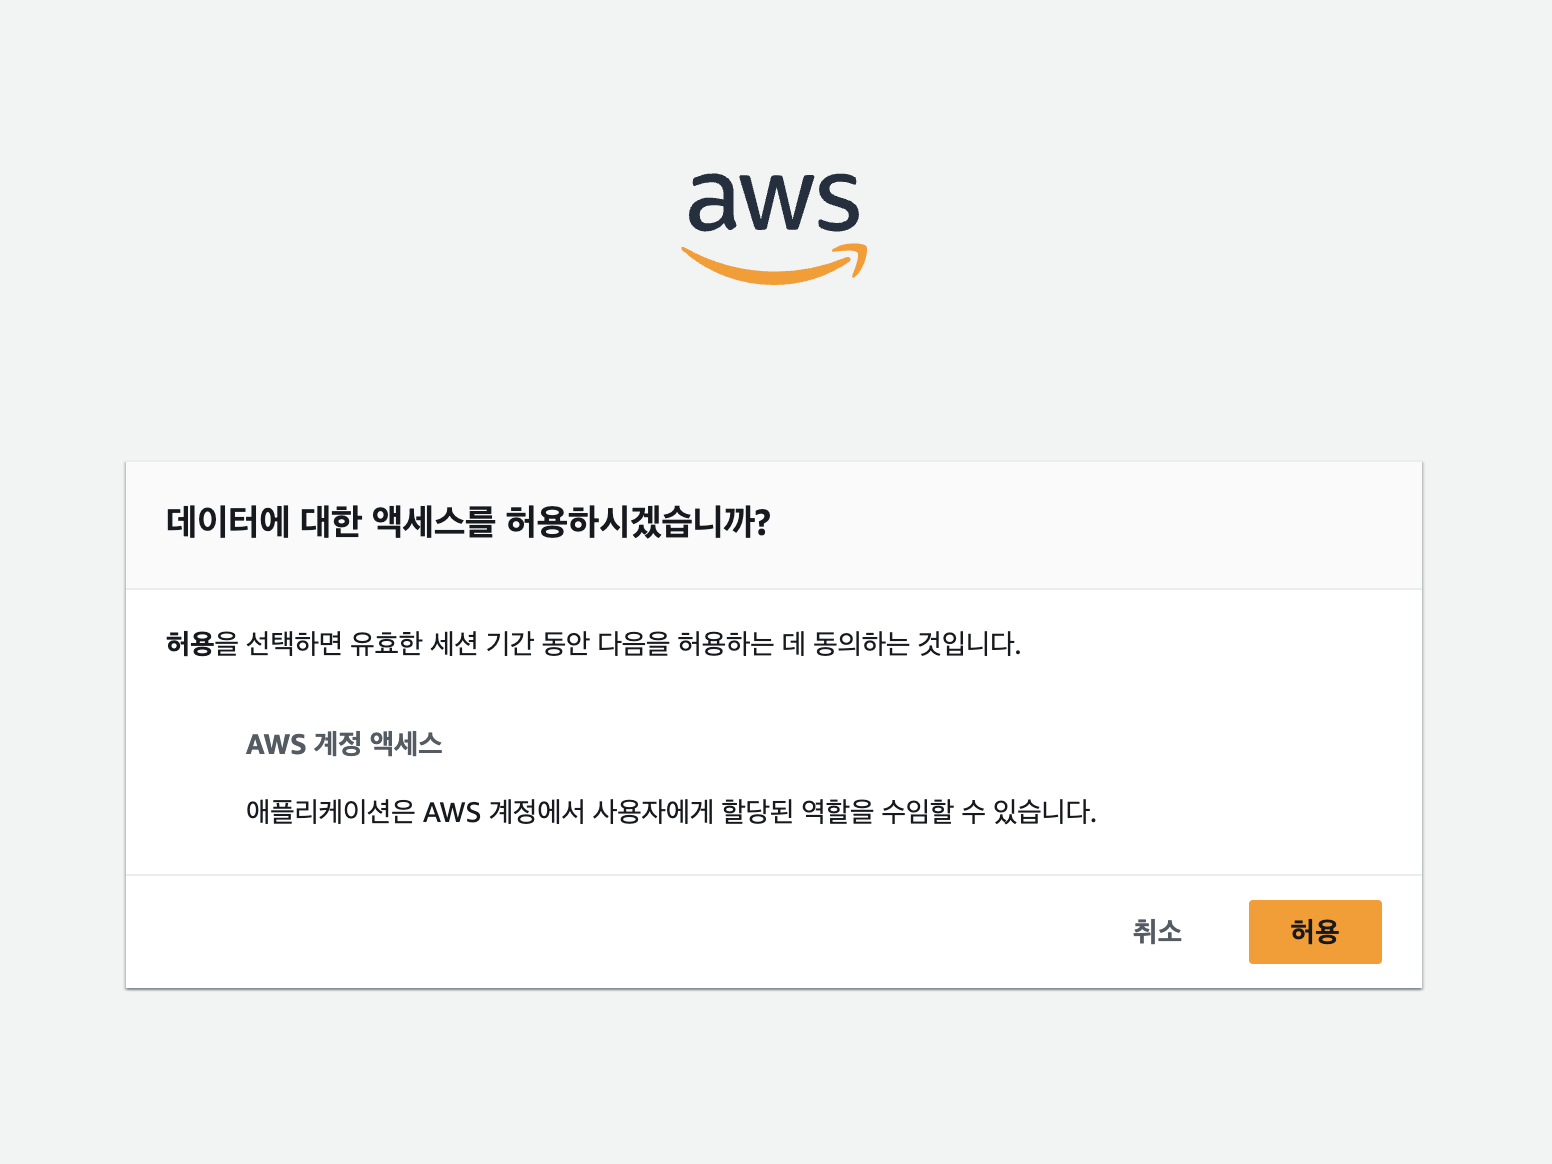 aws
데이터에 대한 액세스를 허용하시겠습니까?
허용을 선택하면 유효한 세션 기간 동안 다음을 허용하는 데 동의하는 것입니다.
AWS 계정 액세스
애플리케이션은 AWS 계정에서 사용자에게 할당된 역할을 수임할 수 있습니다.
취소
허용